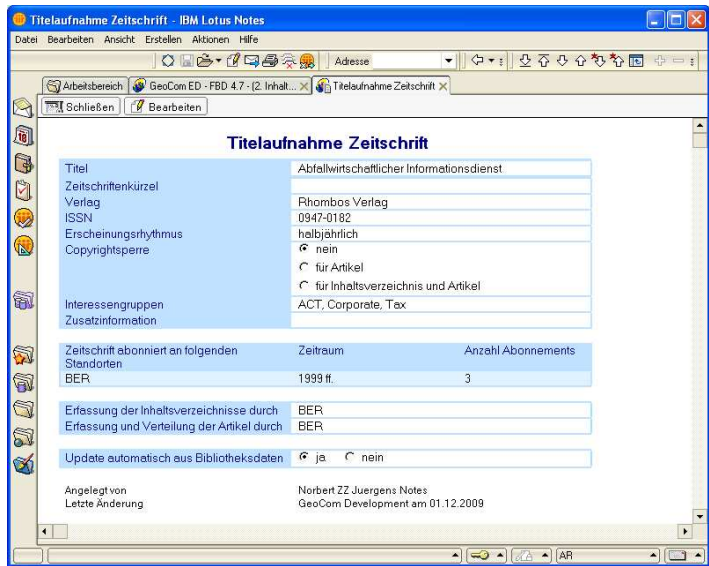 Titelaufnahme Zeitschrift - IBM Lotus Notes
Datei Bearbeiten Ansicht Erstellen Aktionen Hilfe
Adresse
Arbeitsbereich GeoCom ED - FBD 4.7 - (2. Inhalt... Titelaufnahme Zeitschrift
Schließen Bearbeiten
Titelaufnahme Zeitschrift
Titel Abfallwirtschaftlicher Informationsdienst
Zeitschriftenkürzel
Verlag Rhombos Verlag
ISSN 0947-0182
Erscheinungsrhythmus halbjährlich
Copyrightsperre nein
für Artikel
für Inhaltsverzeichnis und Artikel
Interessengruppen ACT, Corporate, Tax
Zusatzinformation
Zeitschrift abonniert an folgenden Zeitraum Anzahl Abonnements
Standorten
BER 1999 ff. 3
Erfassung der Inhaltsverzeichnisse durch BER
Erfassung und Verteilung der Artikel durch BER
Update automatisch aus Bibliotheksdaten ja nein
Angelegt von Norbert ZZ Juergens Notes
Letzte Änderung GeoCom Development am 01.12.2009
AR